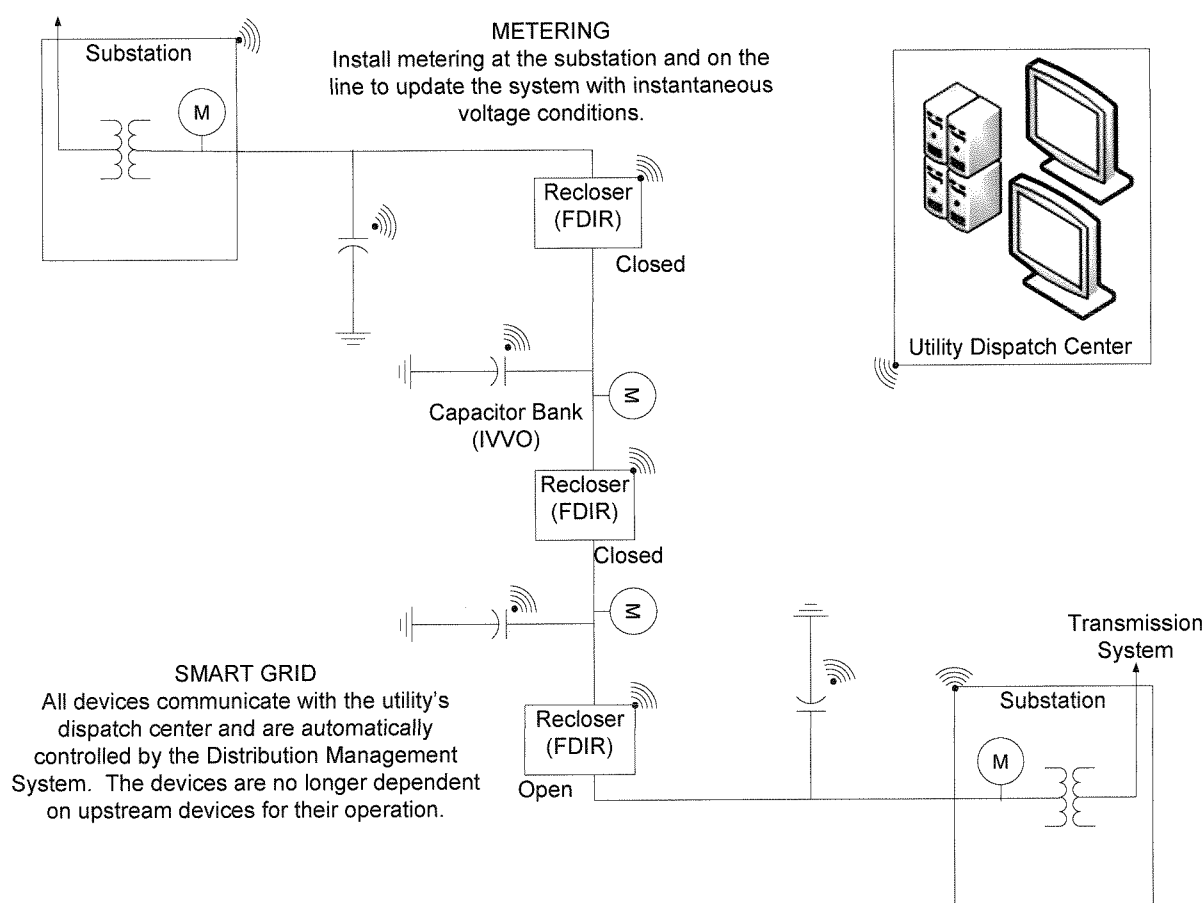 METERING
Install metering at the substation and on the
line to update the system with instantaneous
voltage conditions.
Substation
M
Recloser
(FDIR)
Closed
Utility Dispatch Center
Capacitor Bank
(IVVO)
M
Recloser
(FDIR)
Closed
M
SMART GRID
All devices communicate with the utility's
dispatch center and are automatically
controlled by the Distribution Management
System. The devices are no longer dependent
on upstream devices for their operation.
Recloser
(FDIR)
Open
Transmission
System
Substation
M